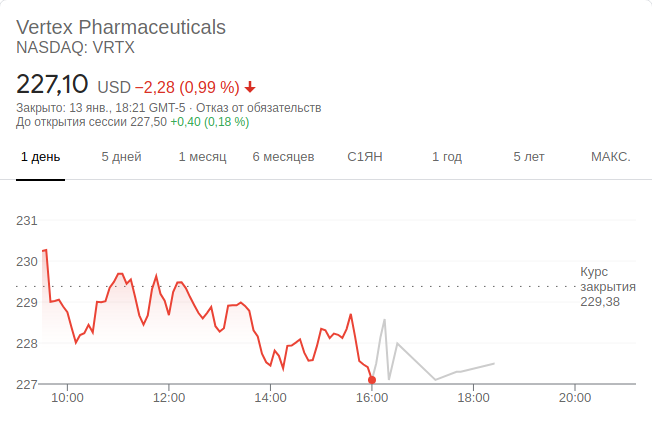 Vertex Pharmaceuticals
NASDAQ: VRTX
227,10 USD −2,28 (0,99 %)
Закрыто: 13 янв., 18:21 GMT-5 · Отказ от обязательств
До открытия сессии 227,50 +0,40 (0,18 %)
1 день 5 дней 1 месяц 6 месяцев С1ЯН 1 год 5 лет МАКС.
231
230
Курс
закрытия
229,38
229
228
227
10:00 12:00 14:00 16:00 18:00 20:00